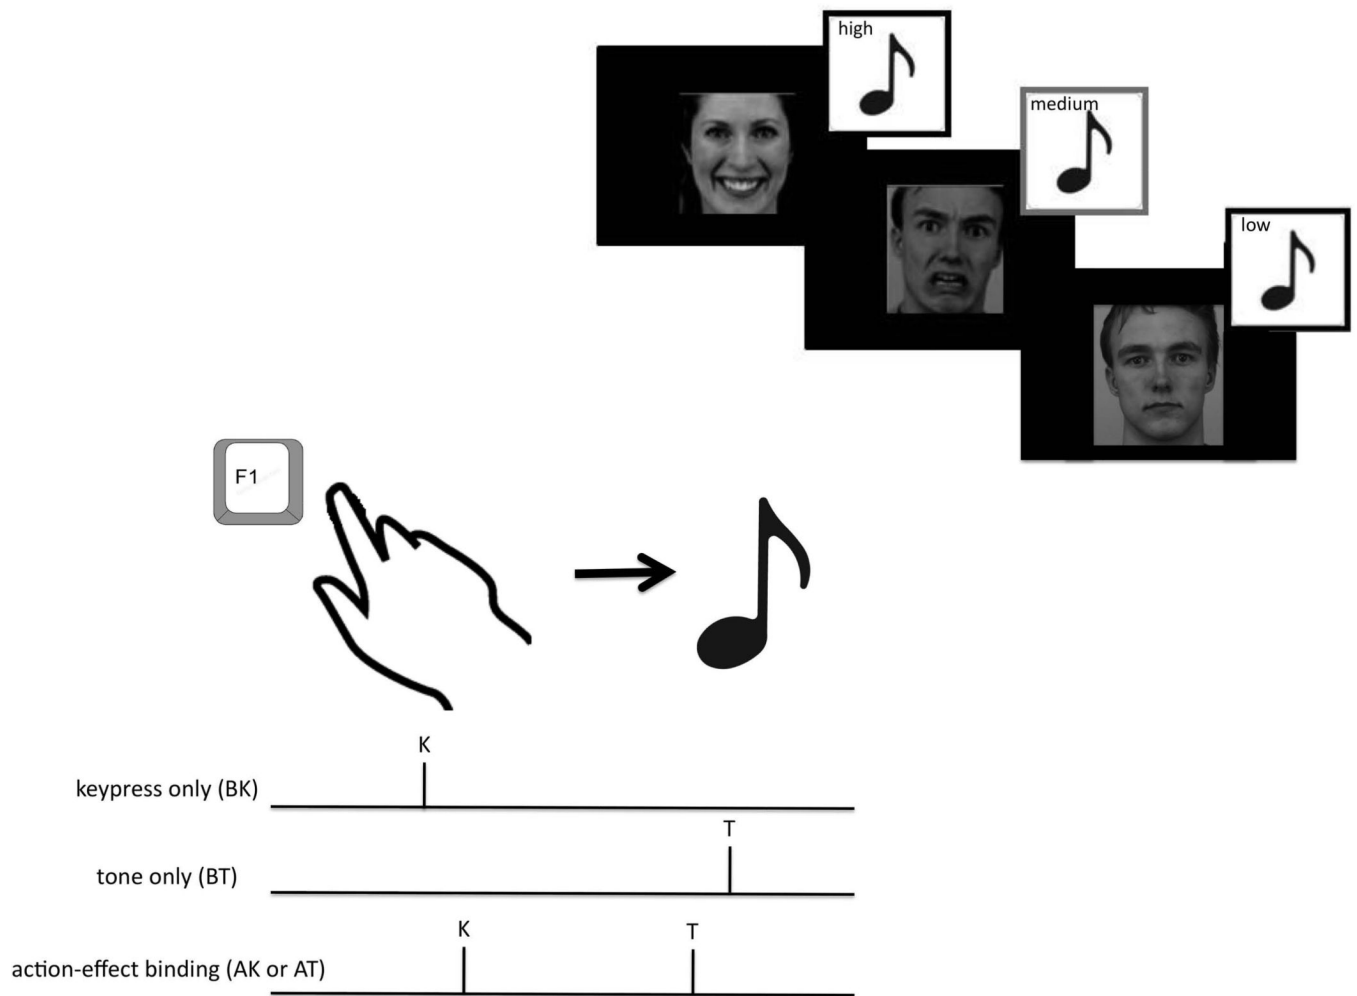 high
medium
low
F1
K
keypress only (BK)
T
tone only (BT)
K T
action-effect binding (AK or AT)